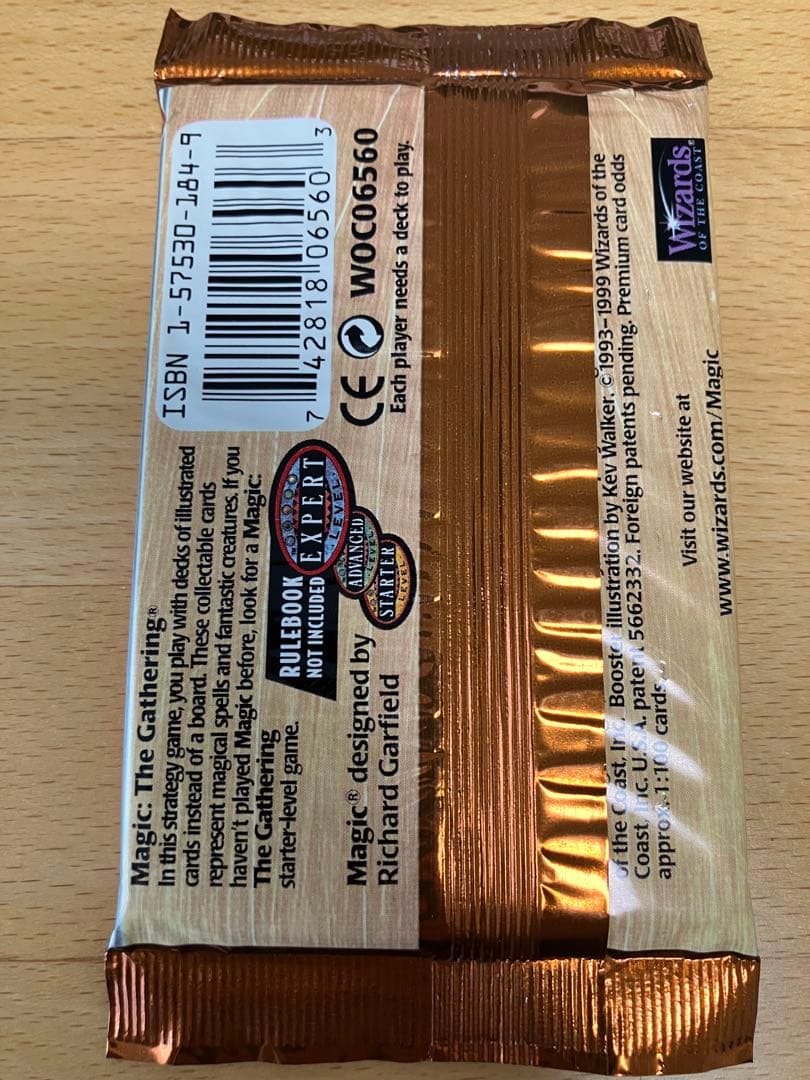 Magic: The Gathering®
In this strategy game, you play with decks of illustrated
cards instead of a board. These collectable cards
represent magical spells and fantastic creatures. If you
haven't played Magic before, look for a Magic:
The Gathering
starter-level game.
RULEBOOK
NOT INCLUDED
EXPERT
LEVEL
ADVANCED
LEVEL
STARTER
LEVEL
Magic® designed by
Richard Garfield
ISBN 1-57530-184-9
7 42818 06560 3
CE WOC06560
Each player needs a deck to play.
of the Coast, Inc. Booster illustration by Kev Walker. ©1993-1999 Wizards of the
Coast, Inc. U.S.A. patent 5662332. Foreign patents pending. Premium card odds
approx. 1:100 cards.
Visit our website at
www.wizards.com/Magic
Wizards
OF THE COAST®